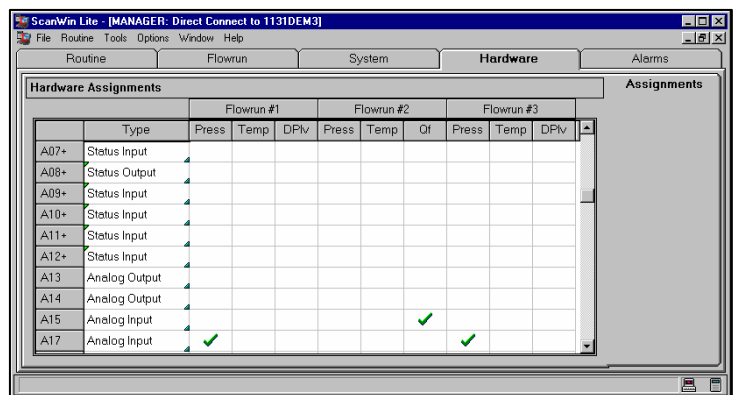 ScanWin Lite - [MANAGER: Direct Connect to 1131DEM3]
File Routine Tools Options Window Help
Routine Flowrun System Hardware Alarms
Hardware Assignments Assignments
Flowrun #1 Flowrun #2 Flowrun #3
Type Press Temp DPlv Press Temp Qf Press Temp DPlv
A07+ Status Input
A08+ Status Output
A09+ Status Input
A10+ Status Input
A11+ Status Input
A12+ Status Input
A13 Analog Output
A14 Analog Output
A15 Analog Input
A17 Analog Input